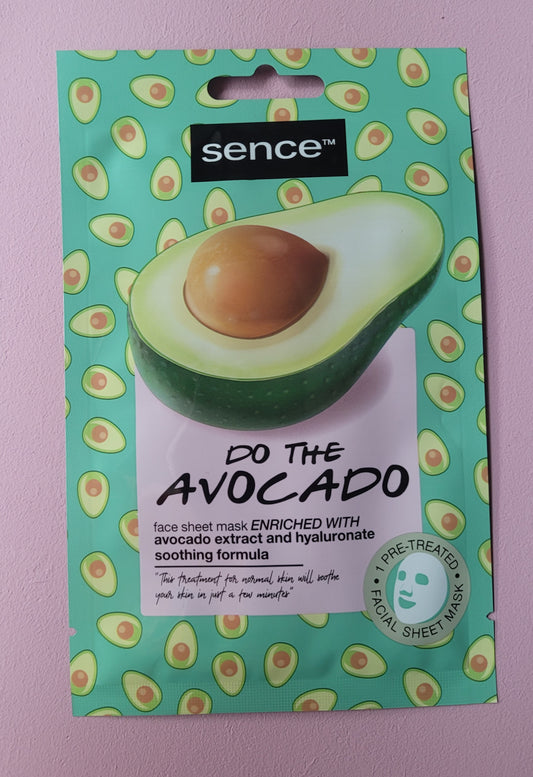 sence™
DO THE
AVOCADO
face sheet mask ENRICHED WITH
avocado extract and hyaluronate
soothing formula
"This treatment for normal skin will soothe
your skin in just a few minutes"
• 1 PRE-TREATED •
FACIAL SHEET MASK